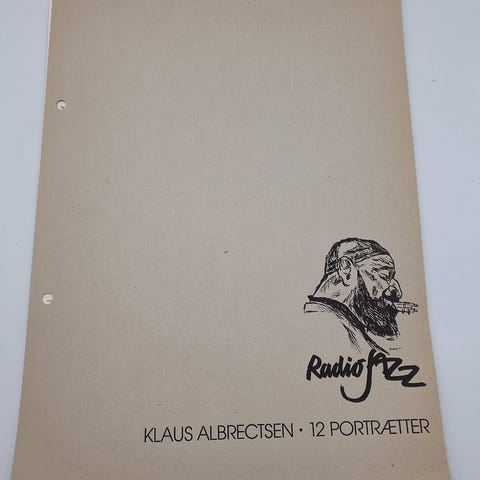 Radio Jazz
KLAUS ALBRECTSEN · 12 PORTRÆTTER